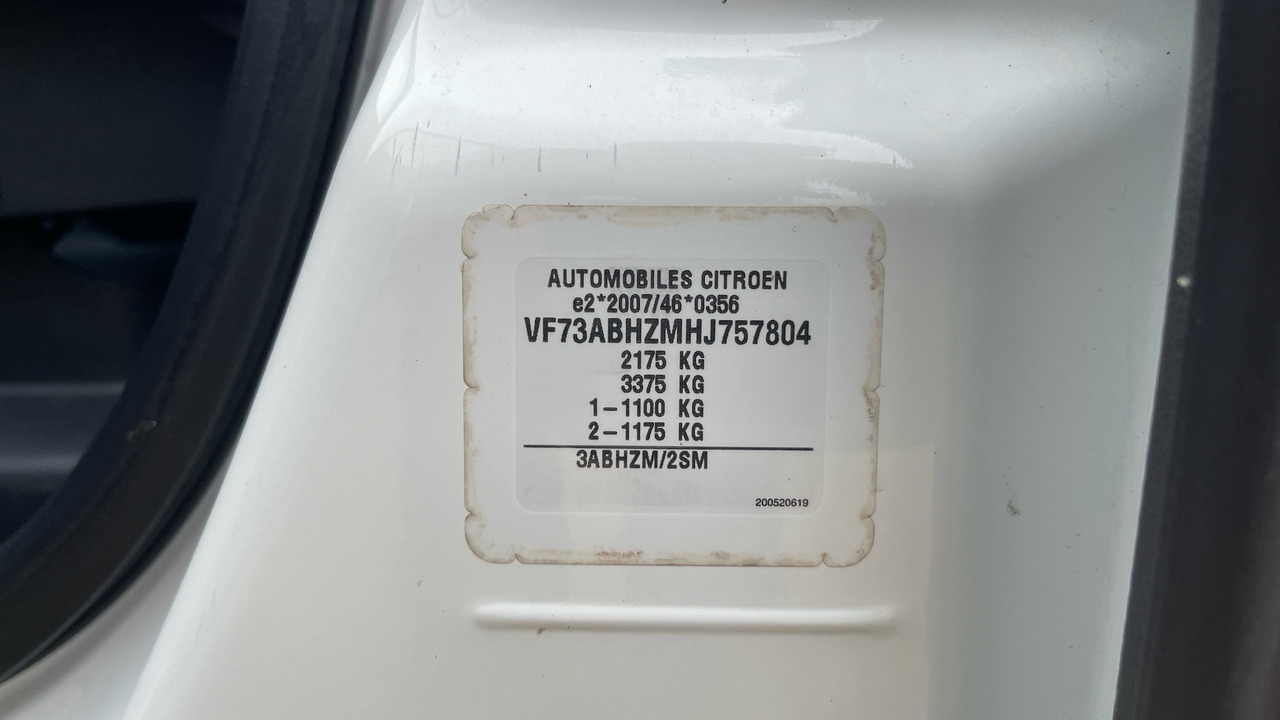 AUTOMOBILES CITROEN
e2*2007/46*0356
VF73ABHZMHJ757804
2175 KG
3375 KG
1-1100 KG
2-1175 KG
3ABHZM/2SM
200520619